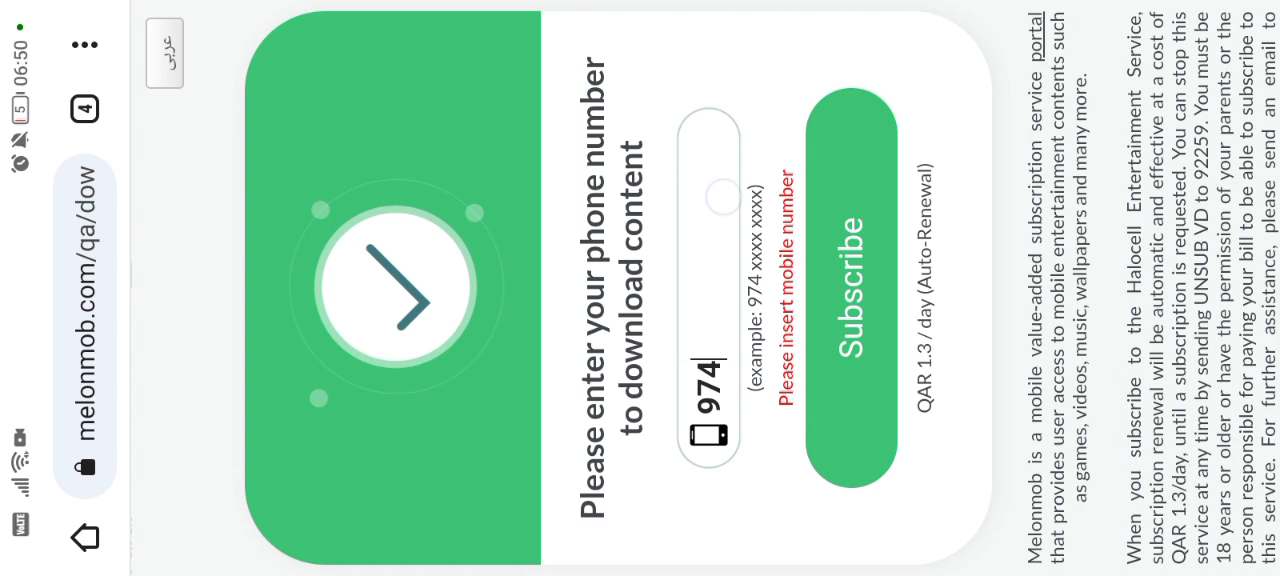 VoLTE 5 06:50
melonmob.com/qa/dow 4
عربى
Please enter your phone number
to download content
974
(example: 974 xxxx xxxx)
Please insert mobile number
Subscribe
QAR 1.3 / day (Auto-Renewal)
Melonmob is a mobile value-added subscription service portal
that provides user access to mobile entertainment contents such
as games, videos, music, wallpapers and many more.
When you subscribe to the Halocell Entertainment Service,
subscription renewal will be automatic and effective at a cost of
QAR 1.3/day, until a subscription is requested. You can stop this
service at any time by sending UNSUB VD to 92259. You must be
18 years or older or have the permission of your parents or the
person responsible for paying your bill to be able to subscribe to
this service. For further assistance, please send an email to